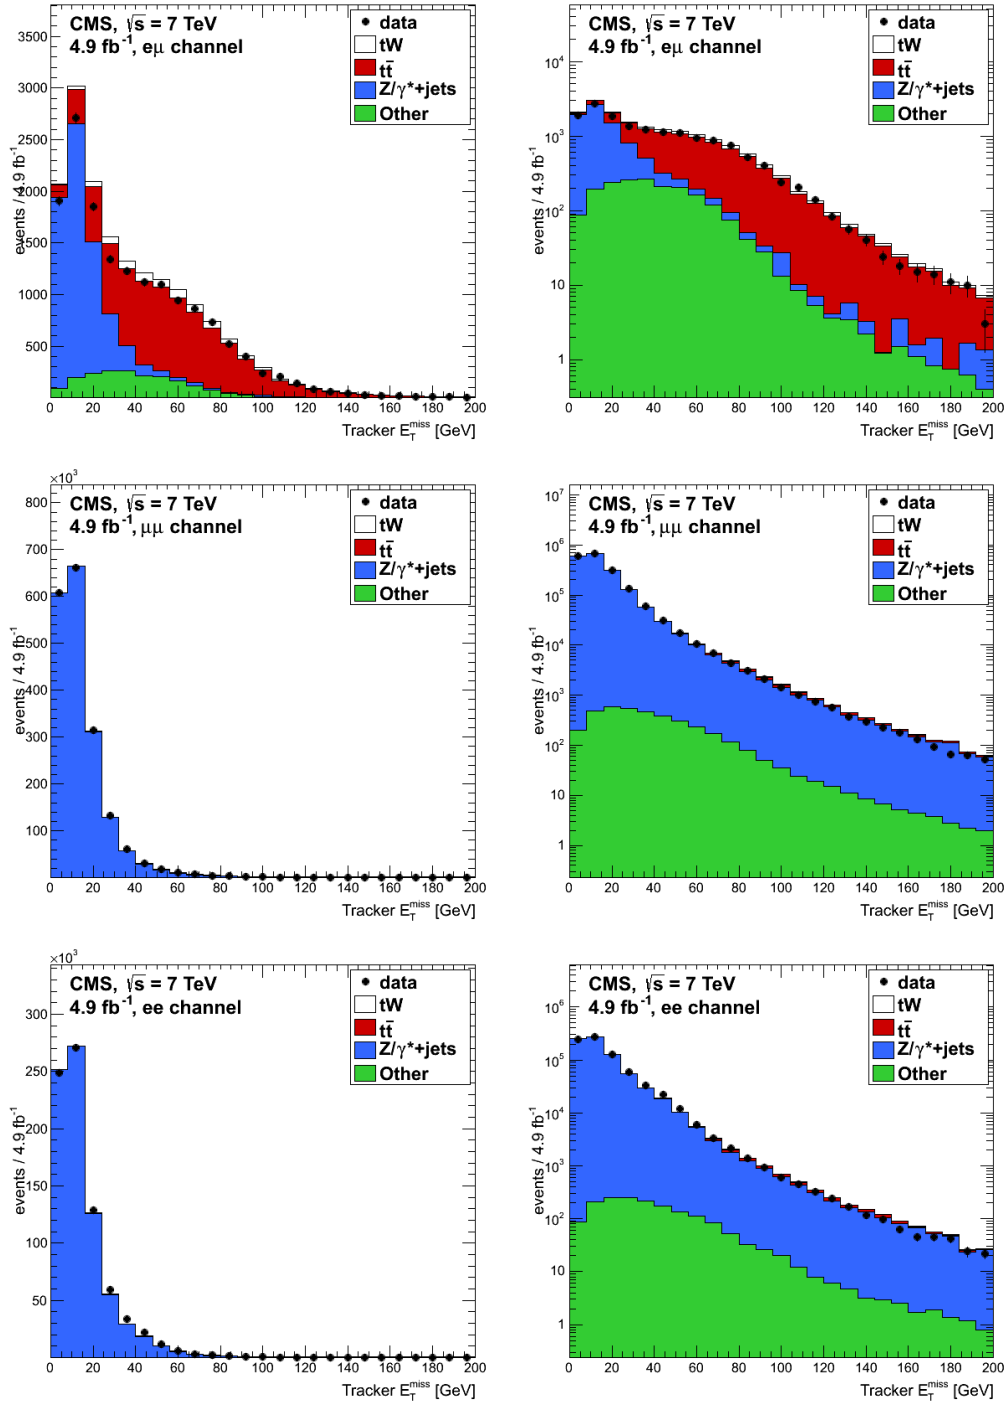 CMS, √s = 7 TeV
4.9 fb⁻¹, eμ channel
data
tW
tt̄
Z/γ*+jets
Other
events / 4.9 fb⁻¹
3500
3000
2500
2000
1500
1000
500
0 20 40 60 80 100 120 140 160 180 200
Tracker E_T^miss [GeV]
CMS, √s = 7 TeV
4.9 fb⁻¹, eμ channel
data
tW
tt̄
Z/γ*+jets
Other
events / 4.9 fb⁻¹
10⁴
10³
10²
10
1
0 20 40 60 80 100 120 140 160 180 200
Tracker E_T^miss [GeV]
×10³
CMS, √s = 7 TeV
4.9 fb⁻¹, μμ channel
data
tW
tt̄
Z/γ*+jets
Other
events / 4.9 fb⁻¹
800
700
600
500
400
300
200
100
0 20 40 60 80 100 120 140 160 180 200
Tracker E_T^miss [GeV]
CMS, √s = 7 TeV
4.9 fb⁻¹, μμ channel
data
tW
tt̄
Z/γ*+jets
Other
events / 4.9 fb⁻¹
10⁷
10⁶
10⁵
10⁴
10³
10²
10
1
0 20 40 60 80 100 120 140 160 180 200
Tracker E_T^miss [GeV]
×10³
CMS, √s = 7 TeV
4.9 fb⁻¹, ee channel
data
tW
tt̄
Z/γ*+jets
Other
events / 4.9 fb⁻¹
300
250
200
150
100
50
0 20 40 60 80 100 120 140 160 180 200
Tracker E_T^miss [GeV]
CMS, √s = 7 TeV
4.9 fb⁻¹, ee channel
data
tW
tt̄
Z/γ*+jets
Other
events / 4.9 fb⁻¹
10⁶
10⁵
10⁴
10³
10²
10
1
0 20 40 60 80 100 120 140 160 180 200
Tracker E_T^miss [GeV]